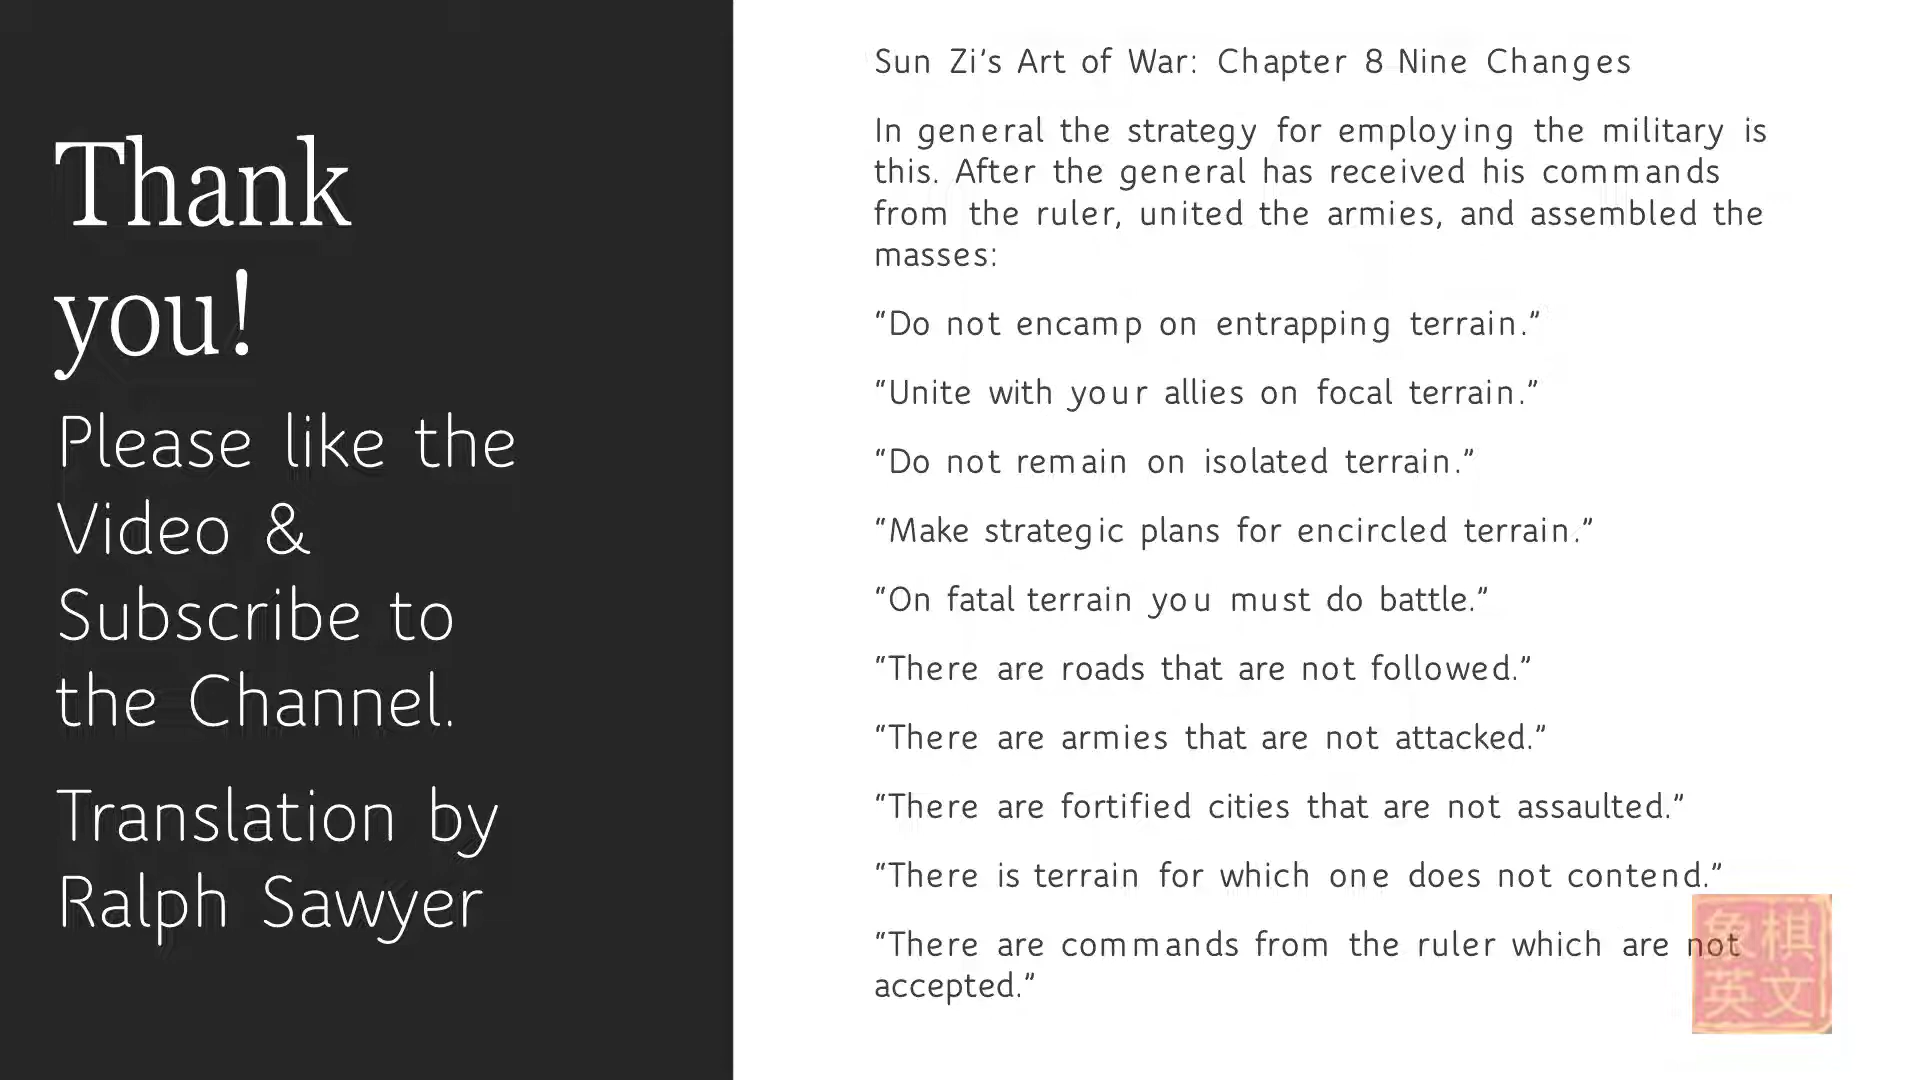 Thank
you!
Please like the
Video &
Subscribe to
the Channel.
Translation by
Ralph Sawyer
Sun Zi’s Art of War: Chapter 8 Nine Changes
In general the strategy for employing the military is
this. After the general has received his commands
from the ruler, united the armies, and assembled the
masses:
“Do not encamp on entrapping terrain.”
“Unite with your allies on focal terrain.”
“Do not remain on isolated terrain.”
“Make strategic plans for encircled terrain.”
“On fatal terrain you must do battle.”
“There are roads that are not followed.”
“There are armies that are not attacked.”
“There are fortified cities that are not assaulted.”
“There is terrain for which one does not contend.”
“There are commands from the ruler which are not
accepted.”
象棋
英文